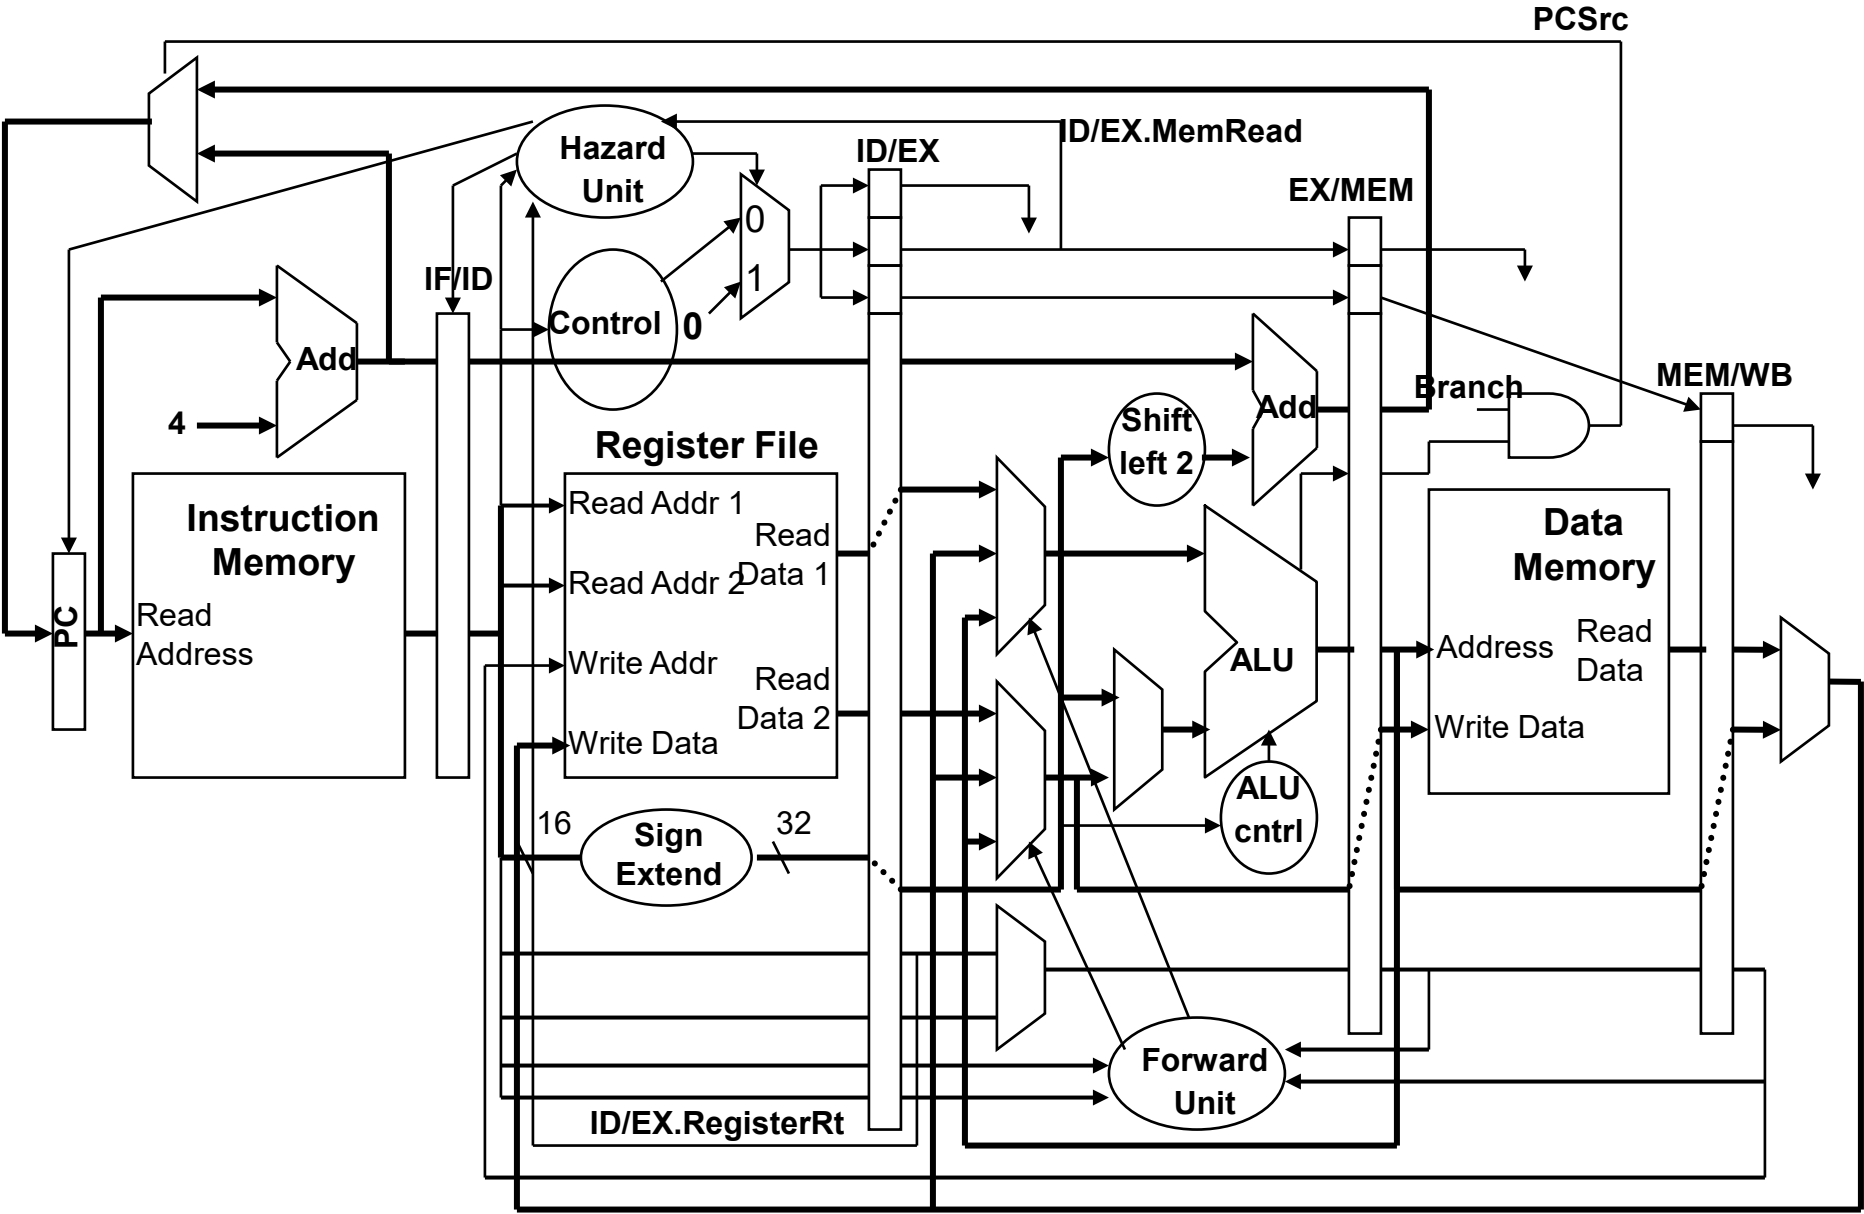 PCSrc
ID/EX.MemRead
Hazard
Unit
ID/EX
EX/MEM
0
1
IF/ID
Control
0
Add
4
Branch
MEM/WB
Add
Shift
left 2
Register File
Instruction
Memory
Read
Address
PC
Read Addr 1
Read
Data 1
Read Addr 2
Write Addr
Read
Data 2
Write Data
ALU
ALU
cntrl
Data
Memory
Address
Read
Data
Write Data
16
Sign
Extend
32
Forward
Unit
ID/EX.RegisterRt